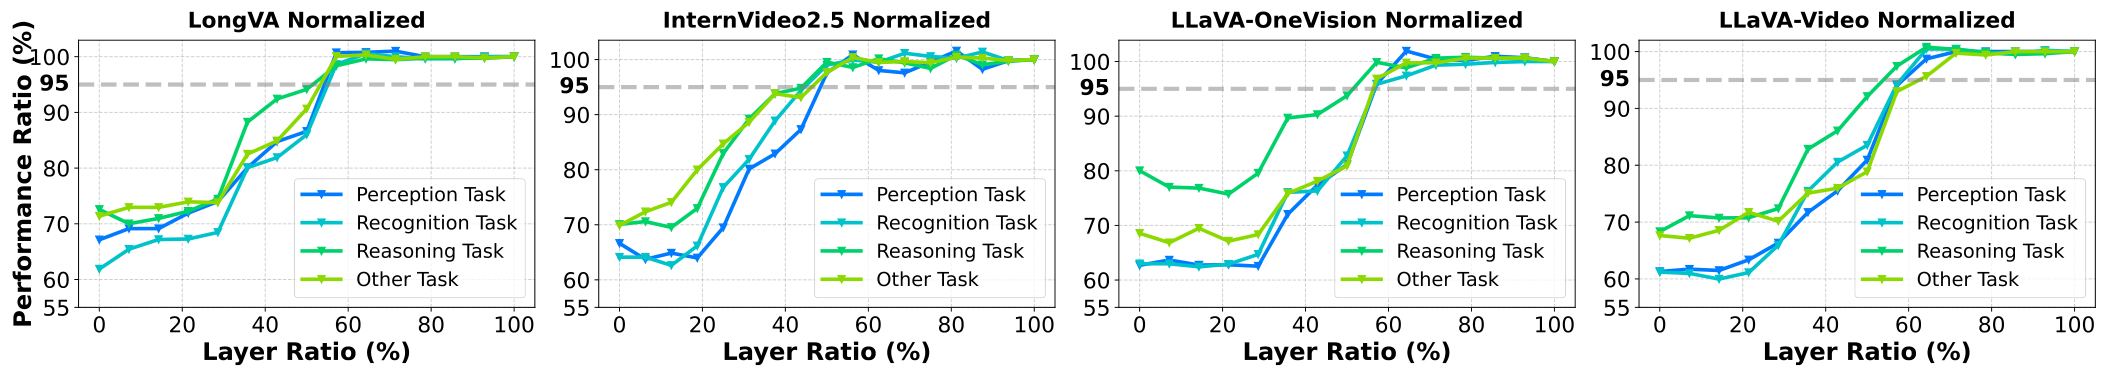 LongVA Normalized
Performance Ratio (%)
100
95
90
80
70
60
55
Perception Task
Recognition Task
Reasoning Task
Other Task
0 20 40 60 80 100
Layer Ratio (%)
InternVideo2.5 Normalized
100
95
90
80
70
60
55
Perception Task
Recognition Task
Reasoning Task
Other Task
0 20 40 60 80 100
Layer Ratio (%)
LLaVA-OneVision Normalized
100
95
90
80
70
60
55
Perception Task
Recognition Task
Reasoning Task
Other Task
0 20 40 60 80 100
Layer Ratio (%)
LLaVA-Video Normalized
100
95
90
80
70
60
55
Perception Task
Recognition Task
Reasoning Task
Other Task
0 20 40 60 80 100
Layer Ratio (%)